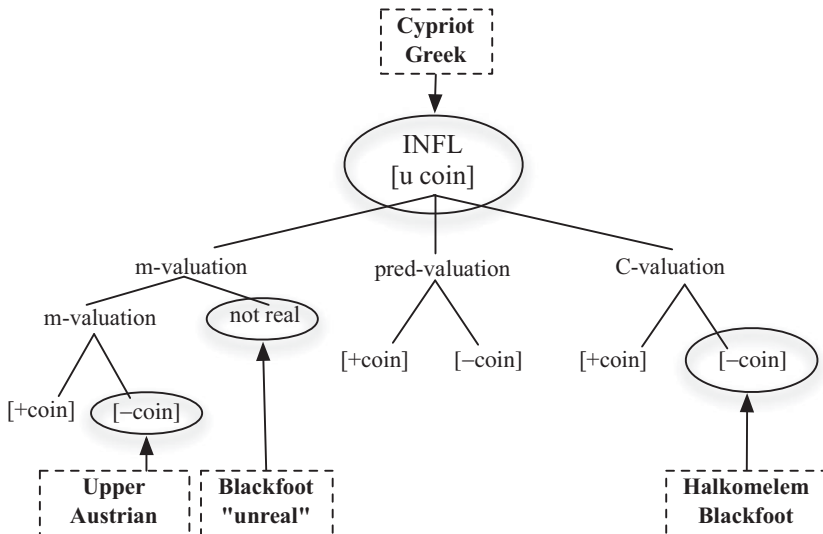 Cypriot
Greek
INFL
[u coin]
m-valuation
pred-valuation
C-valuation
m-valuation
not real
[+coin]
[–coin]
[+coin]
[–coin]
[+coin]
[–coin]
Upper
Austrian
Blackfoot
"unreal"
Halkomelem
Blackfoot